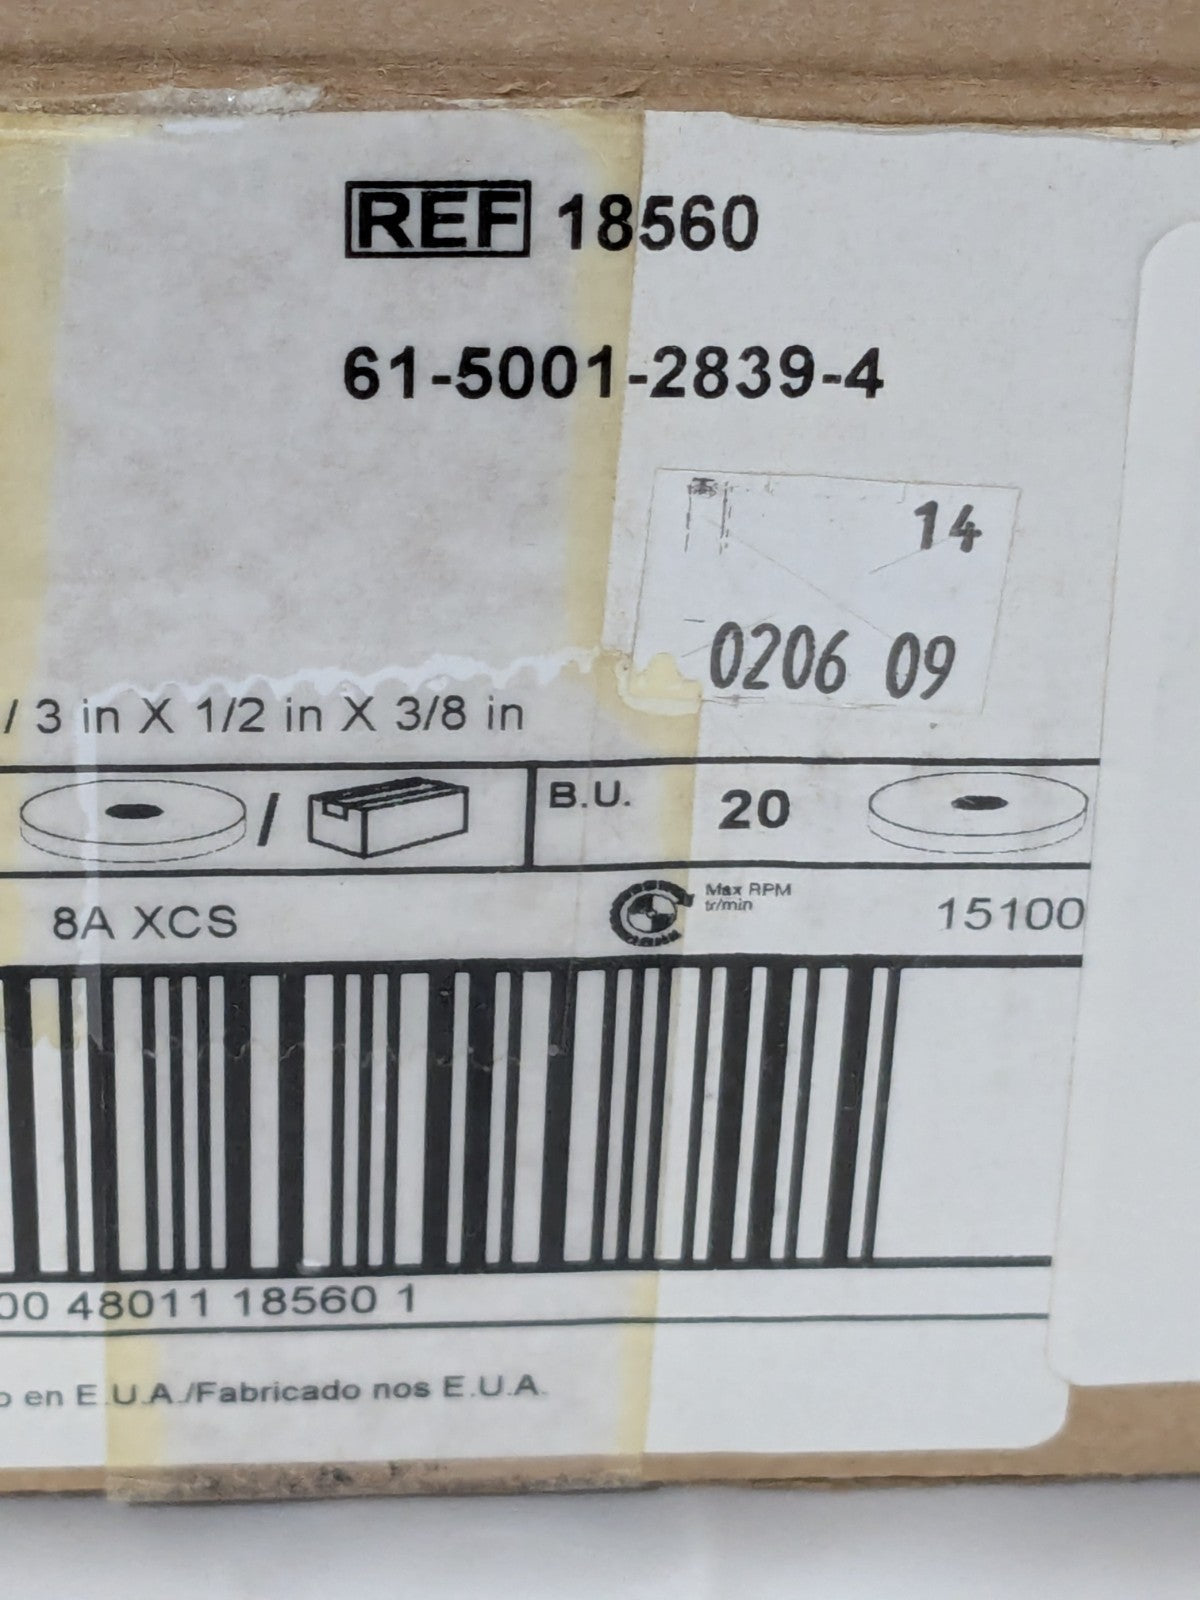 REF 18560
61-5001-2839-4
14
0206 09
/ 3 in X 1/2 in X 3/8 in
/ B.U. 20
8A XCS Max RPM 15100
tr/min
00 48011 18560 1
o en E.U.A./Fabricado nos E.U.A.